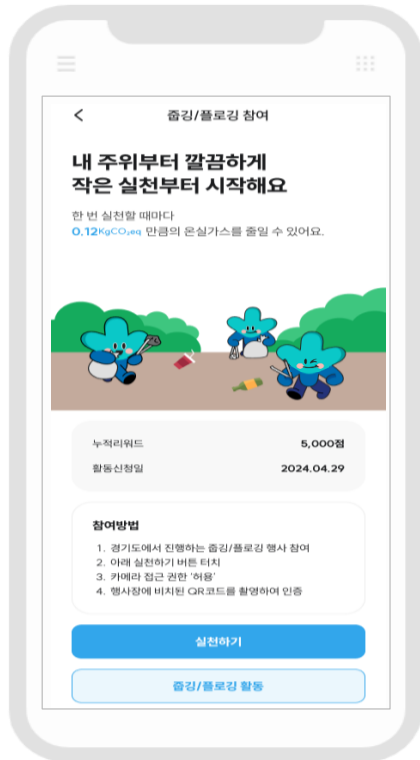 줍깅/플로깅 참여
내 주위부터 깔끔하게
작은 실천부터 시작해요
한 번 실천할 때마다
0.12KgCO₂eq 만큼의 온실가스를 줄일 수 있어요.
누적리워드 5,000점
활동신청일 2024.04.29
참여방법
1. 경기도에서 진행하는 줍깅/플로깅 행사 참여
2. 아래 실천하기 버튼 터치
3. 카메라 접근 권한 '허용'
4. 행사장에 비치된 QR코드를 촬영하여 인증
실천하기
줍깅/플로깅 활동